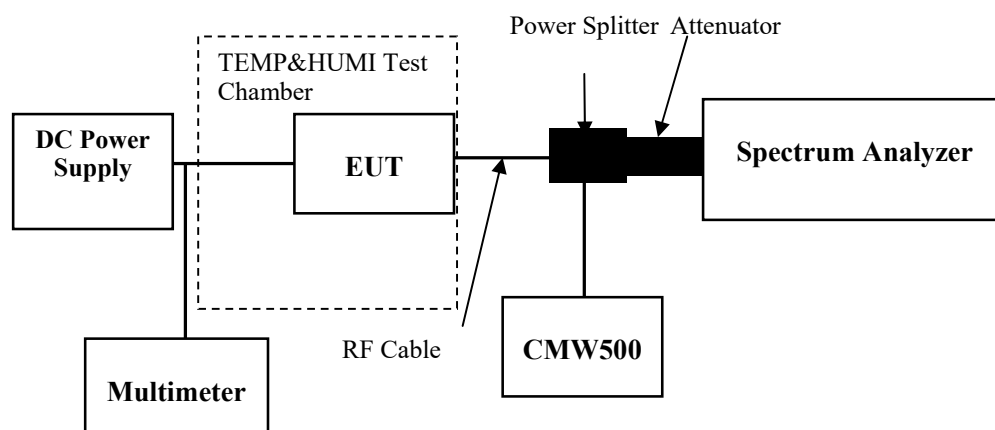 Power Splitter Attenuator
TEMP&HUMI Test
Chamber
DC Power
Supply
EUT
Spectrum Analyzer
RF Cable
CMW500
Multimeter